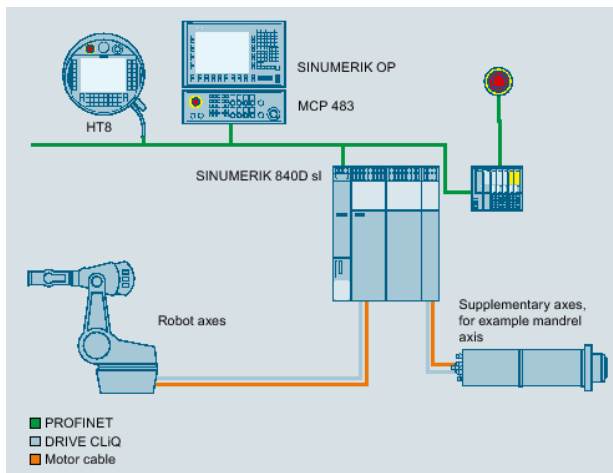 SINUMERIK OP
MCP 483
HT8
SINUMERIK 840D sl
Robot axes
Supplementary axes,
for example mandrel
axis
PROFINET
DRIVE CLiQ
Motor cable